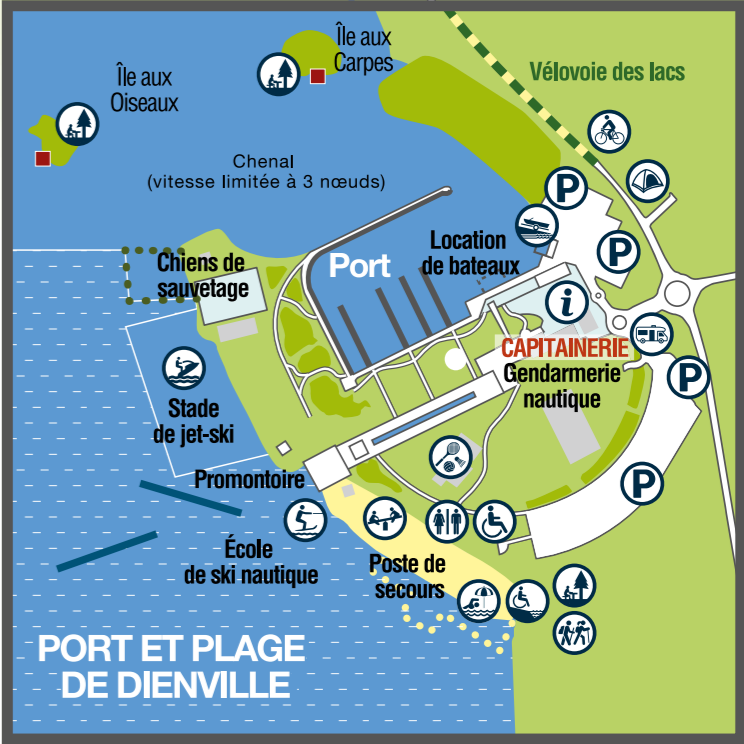 Île aux
Carpes
Île aux
Oiseaux
Vélovoie des lacs
Chenal
(vitesse limitée à 3 nœuds)
P
Location
de bateaux
Port
P
Chiens de
sauvetage
i
CAPITAINERIE
Gendarmerie
nautique
P
Stade
de jet-ski
Promontoire
P
École
de ski nautique
Poste de
secours
PORT ET PLAGE
DE DIENVILLE